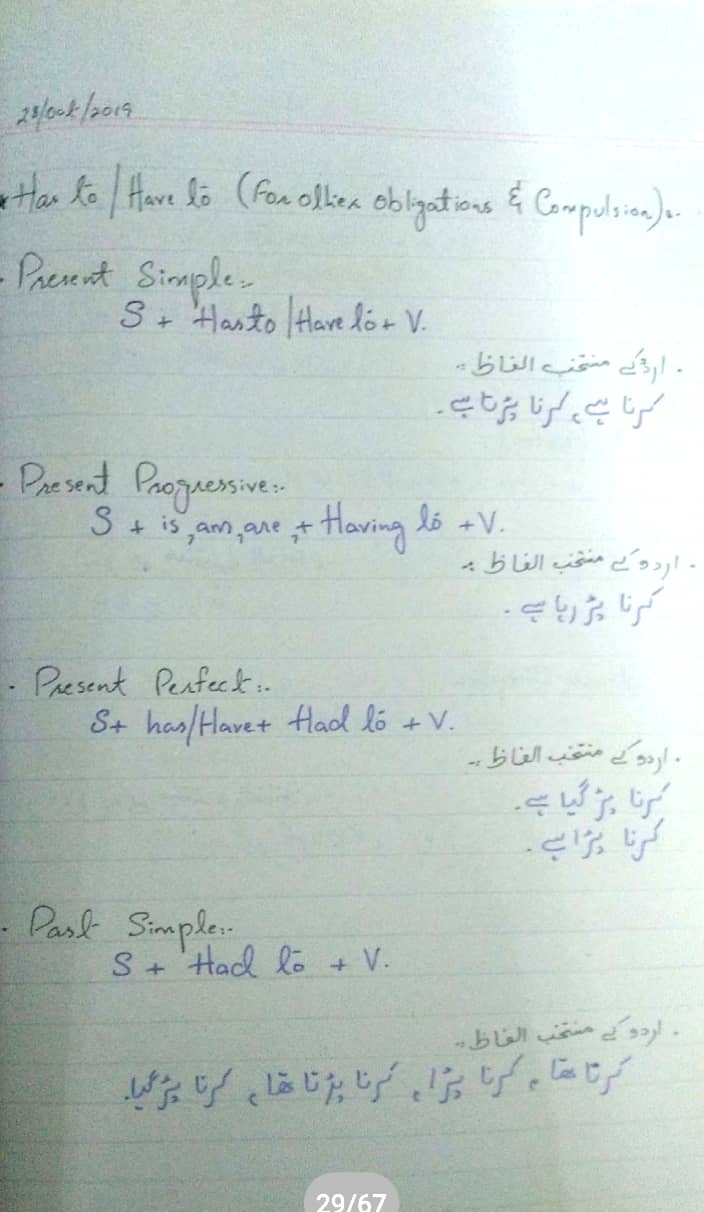 28/Oct/2019
* Has to / Have to (For other obligations & Compulsion):-
· Present Simple:-
S + Has to / Have to + V.
· اردو کے منتخب الفاظ :-
کرنا ہے، کرنا پڑتا ہے۔
· Present Progressive:-
S + is, am, are, + Having to + V.
· اردو کے منتخب الفاظ :-
کرنا پڑ رہا ہے۔
· Present Perfect:-
S + has/Have + Had to + V.
· اردو کے منتخب الفاظ :-
کرنا پڑ گیا ہے۔
کرنا پڑا ہے۔
· Past Simple:-
S + Had to + V.
· اردو کے منتخب الفاظ :-
کرنا تھا، کرنا پڑا، کرنا پڑتا تھا، کرنا پڑ گیا۔
29/67